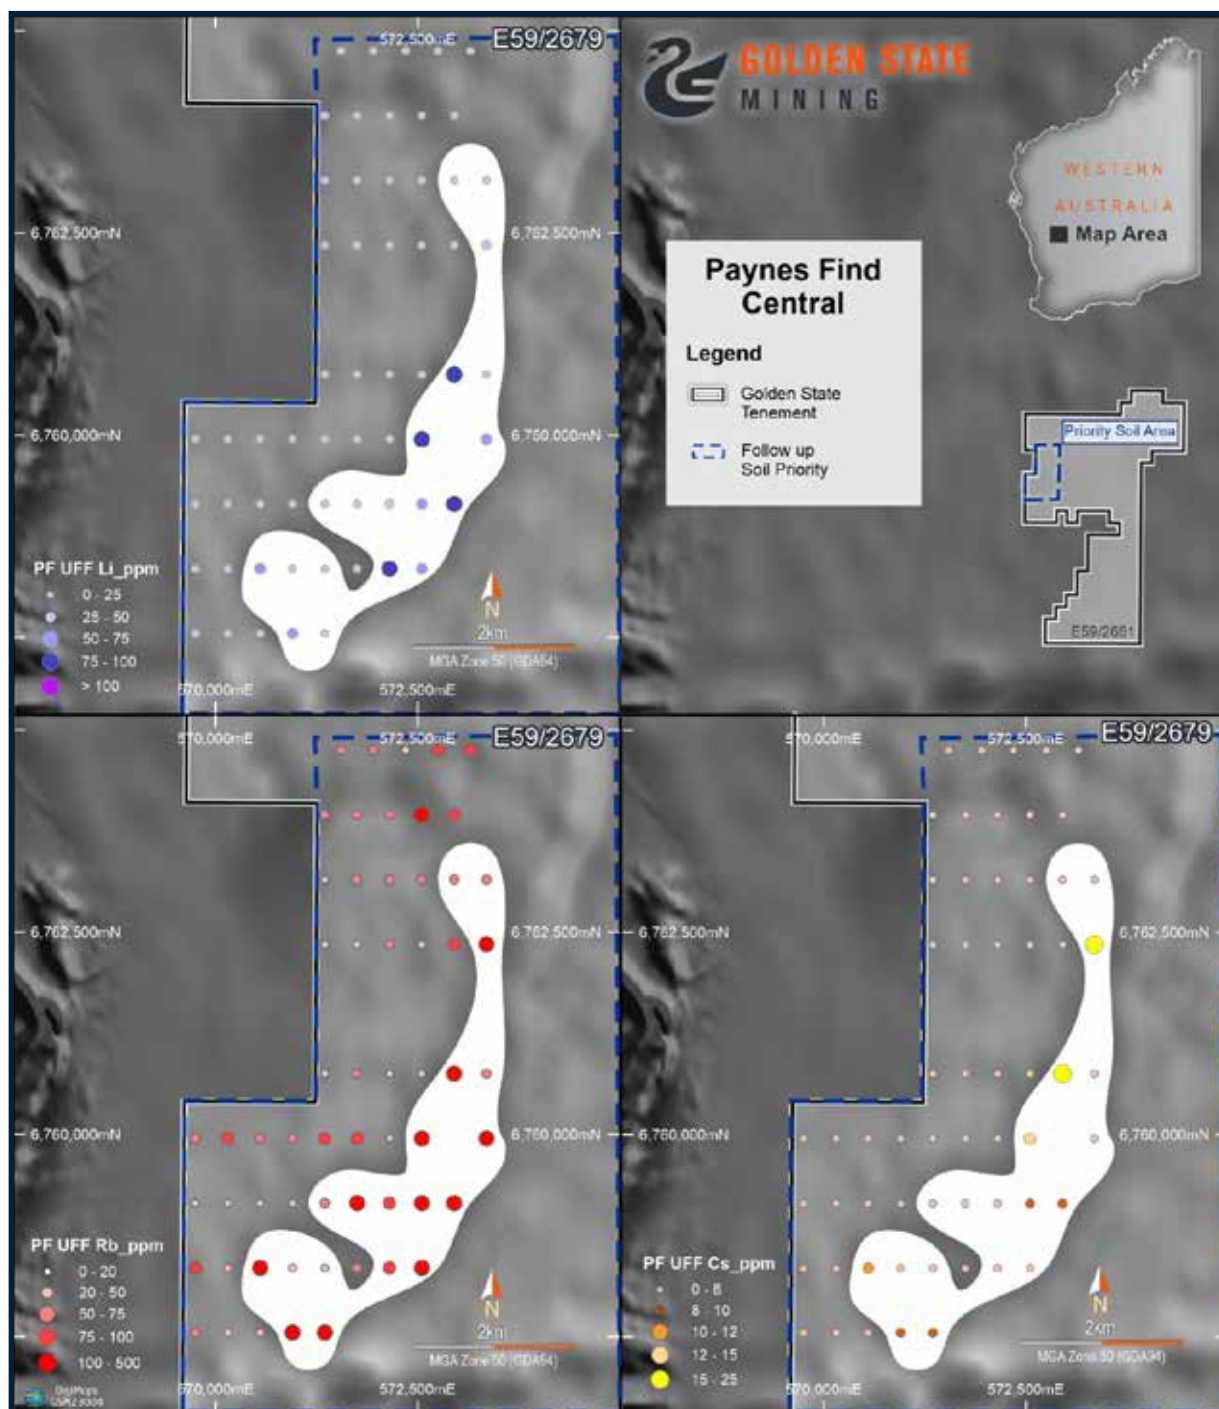 572,500mE
E59/2679
6,762,500mN
6,762,500mN
6,760,000mN
6,760,000mN
PF UFF Li_ppm
0 - 25
25 - 50
50 - 75
75 - 100
> 100
N
2km
MGA Zone 50 (GDA94)
570,000mE
572,500mE
GOLDEN STATE
MINING
WESTERN
AUSTRALIA
Map Area
Paynes Find
Central
Legend
Golden State
Tenement
Follow up
Soil Priority
Priority Soil Area
E59/2661
570,000mE
572,500mE
E59/2679
6,762,500mN
6,762,500mN
6,760,000mN
6,760,000mN
PF UFF Rb_ppm
0 - 20
20 - 50
50 - 75
75 - 100
100 - 500
N
2km
MGA Zone 50 (GDA94)
DigiMaps
570,000mE
572,500mE
570,000mE
572,500mE
E59/2679
6,762,500mN
6,760,000mN
PF UFF Cs_ppm
0 - 8
8 - 10
10 - 12
12 - 15
15 - 25
N
2km
MGA Zone 50 (GDA94)
570,000mE
572,500mE